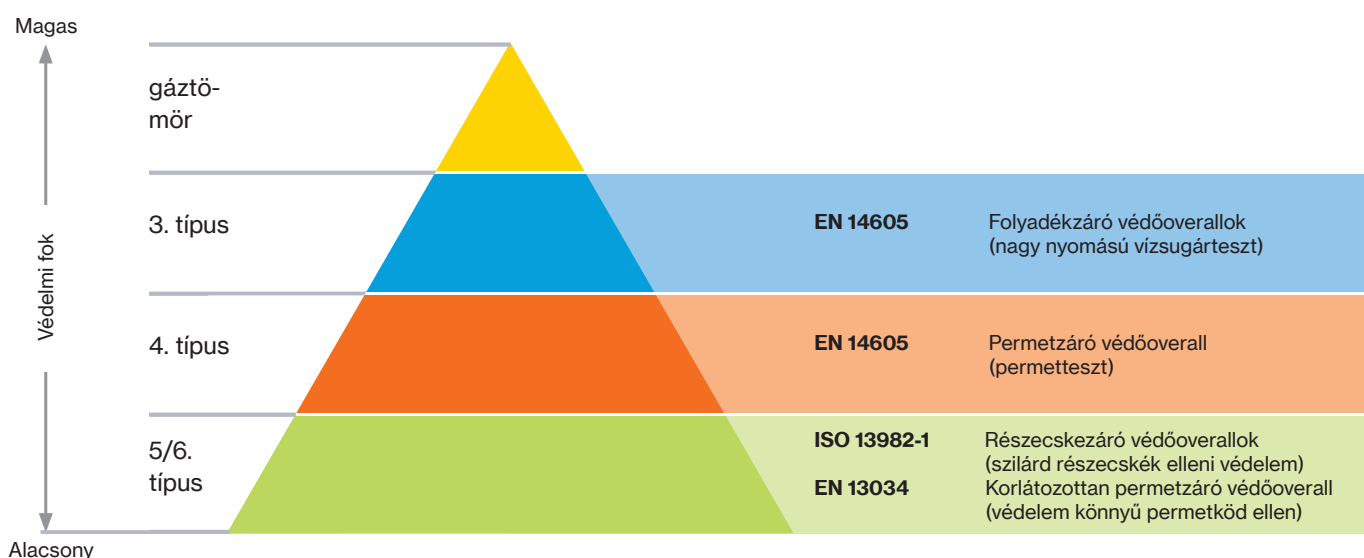 Magas
gáztö-
mör
3. típus
EN 14605
Folyadékzáró védőoverallok
(nagy nyomású vízsugárteszt)
Védelmi fok
4. típus
EN 14605
Permetzáró védőoverall
(permetteszt)
5/6.
típus
ISO 13982-1
Részecskezáró védőoverallok
(szilárd részecskék elleni védelem)
EN 13034
Korlátozottan permetzáró védőoverall
(védelem könnyű permetköd ellen)
Alacsony